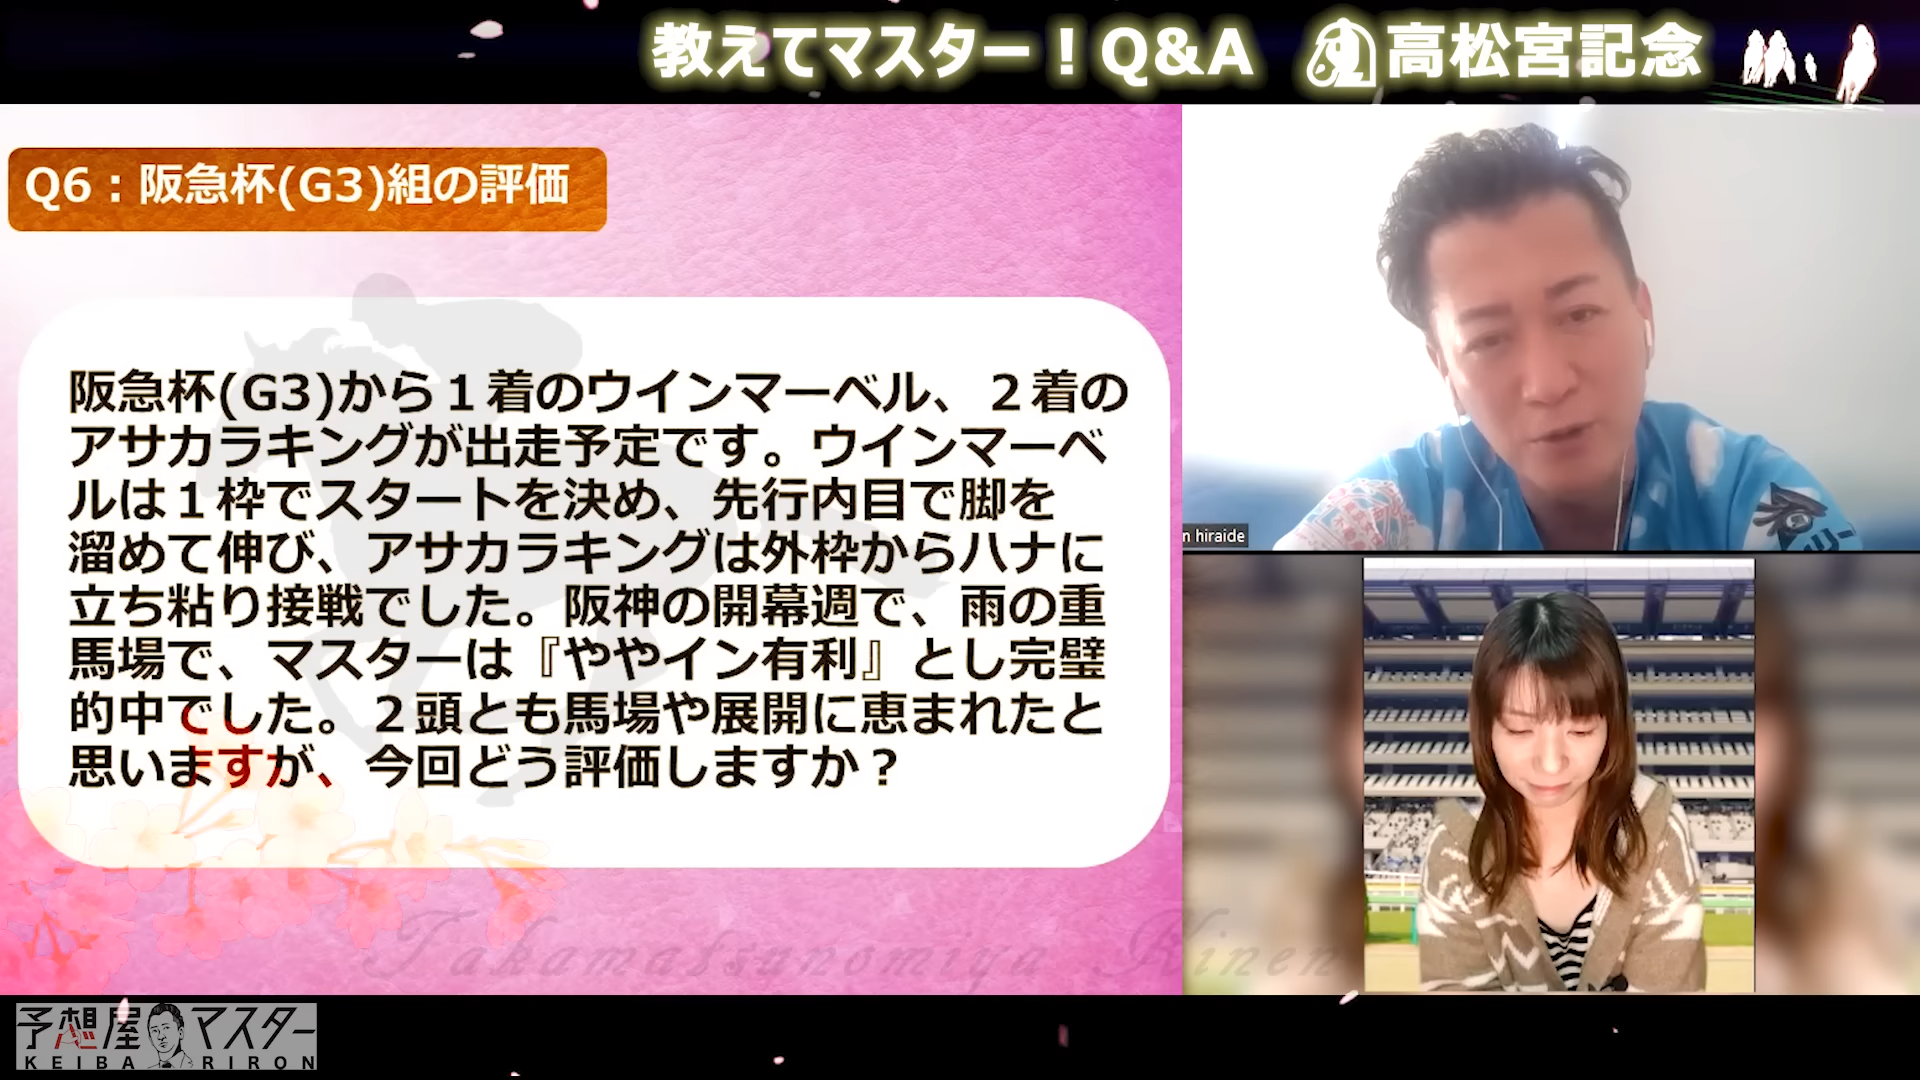 教えてマスター！Q&A 高松宮記念
Q6：阪急杯(G3)組の評価
阪急杯(G3)から１着のウインマーベル、２着の
アサカラキングが出走予定です。ウインマーベ
ルは１枠でスタートを決め、先行内目で脚を
溜めて伸び、アサカラキングは外枠からハナに
立ち粘り接戦でした。阪神の開幕週で、雨の重
馬場で、マスターは『ややイン有利』とし完璧
的中でした。２頭とも馬場や展開に恵まれたと
思いますが、今回どう評価しますか？
n hiraide
Takamatsunomiya Kinen
予想屋マスター
KEIBA RIRON